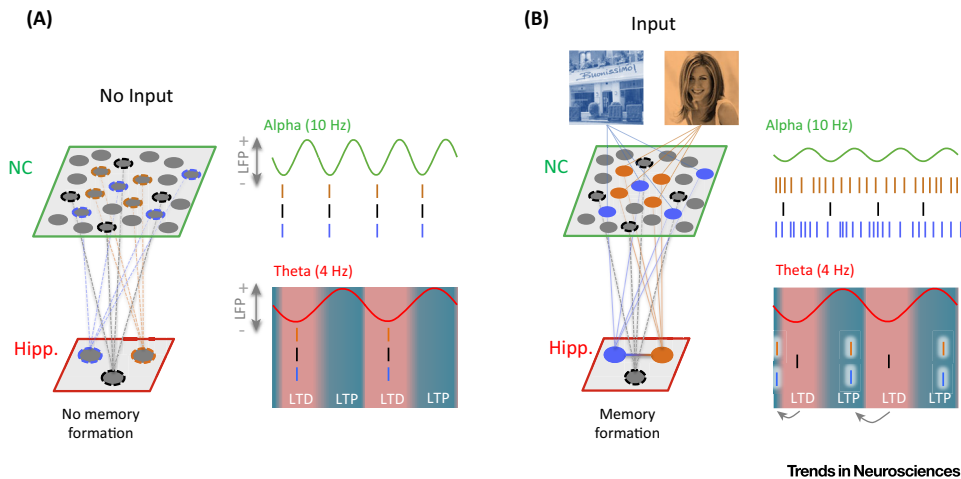 (A)
No Input
NC
Alpha (10 Hz)
+
LFP
-
Theta (4 Hz)
+
LFP
-
LTD LTP LTD LTP
Hipp.
No memory
formation
(B)
Input
Buonissimo!
NC
Alpha (10 Hz)
Theta (4 Hz)
LTD LTP LTD LTP
Hipp.
Memory
formation
Trends in Neurosciences